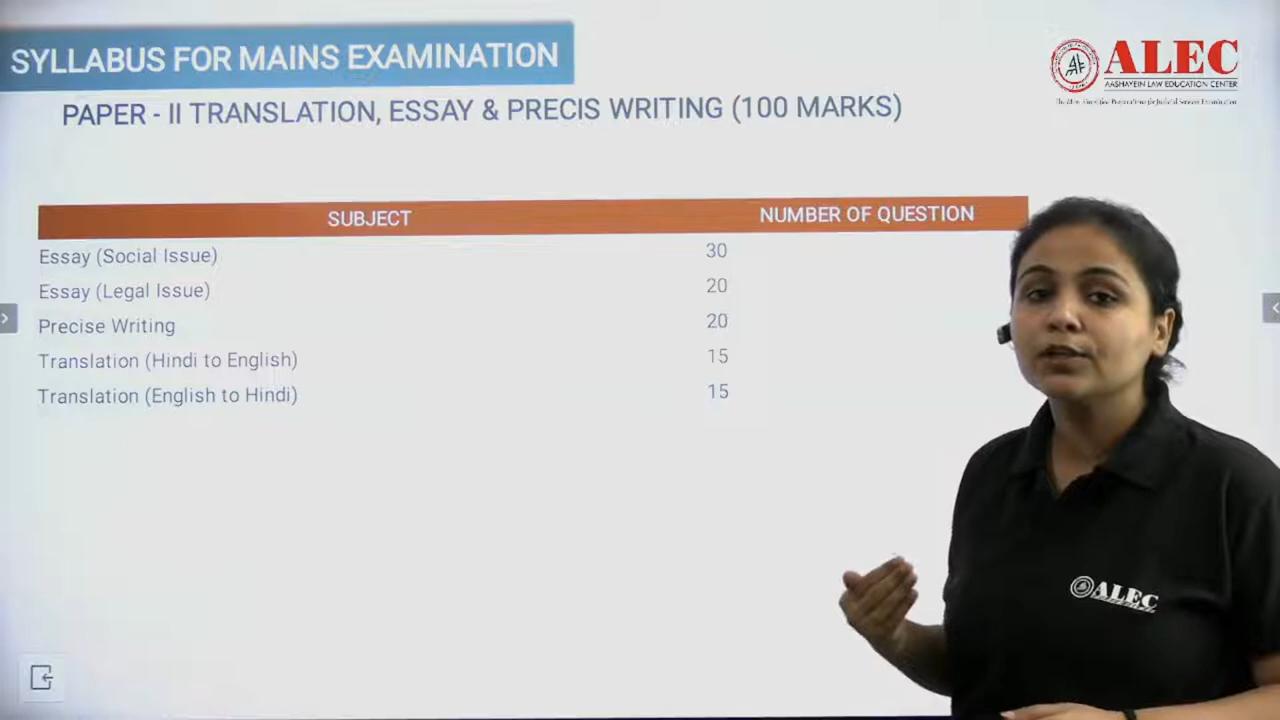 SYLLABUS FOR MAINS EXAMINATION
ALEC
AASHAYEIN LAW EDUCATION CENTER
PAPER - II TRANSLATION, ESSAY & PRECIS WRITING (100 MARKS)
SUBJECT NUMBER OF QUESTION
Essay (Social Issue) 30
Essay (Legal Issue) 20
Precise Writing 20
Translation (Hindi to English) 15
Translation (English to Hindi) 15
ALEC